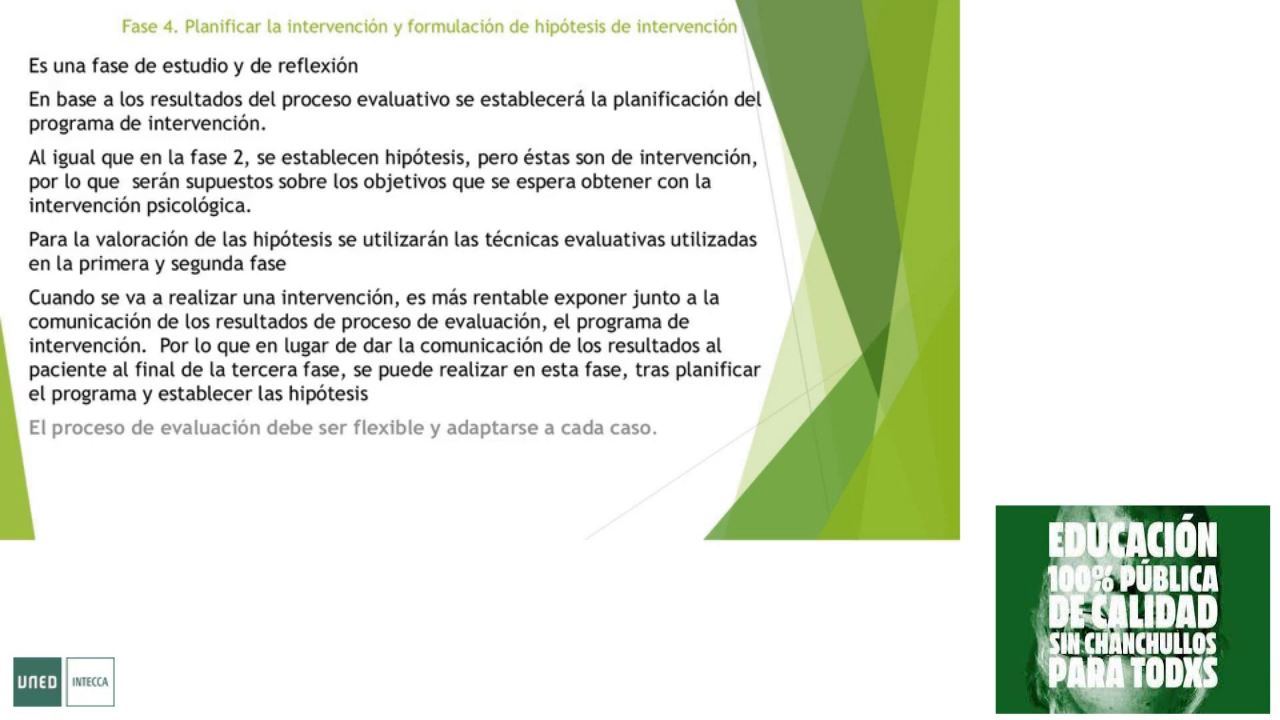 Fase 4. Planificar la intervención y formulación de hipótesis de intervención
Es una fase de estudio y de reflexión
En base a los resultados del proceso evaluativo se establecerá la planificación del
programa de intervención.
Al igual que en la fase 2, se establecen hipótesis, pero éstas son de intervención,
por lo que serán supuestos sobre los objetivos que se espera obtener con la
intervención psicológica.
Para la valoración de las hipótesis se utilizarán las técnicas evaluativas utilizadas
en la primera y segunda fase
Cuando se va a realizar una intervención, es más rentable exponer junto a la
comunicación de los resultados de proceso de evaluación, el programa de
intervención. Por lo que en lugar de dar la comunicación de los resultados al
paciente al final de la tercera fase, se puede realizar en esta fase, tras planificar
el programa y establecer las hipótesis
El proceso de evaluación debe ser flexible y adaptarse a cada caso.
EDUCACIÓN
100% PÚBLICA
DE CALIDAD
SIN CHANCHULLOS
PARA TODXS
UNED
INTECCA